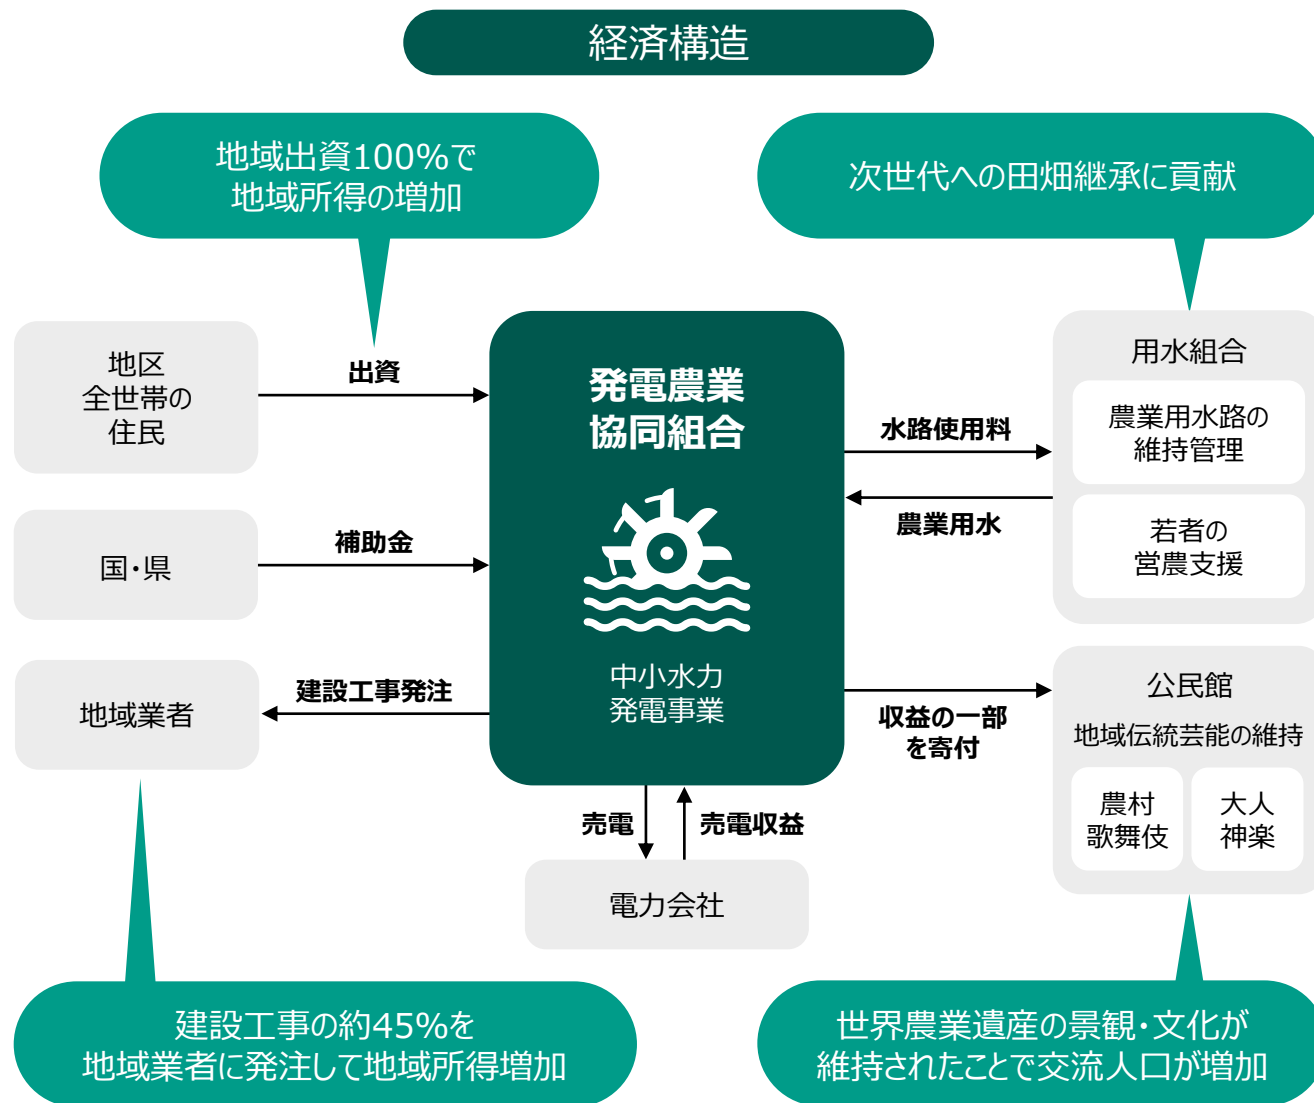 経済構造
地域出資100%で
地域所得の増加
次世代への田畑継承に貢献
地区
全世帯の
住民
出資
国・県
補助金
地域業者
建設工事発注
発電農業
協同組合
中小水力
発電事業
水路使用料
農業用水
用水組合
農業用水路の
維持管理
若者の
営農支援
収益の一部
を寄付
公民館
地域伝統芸能の維持
農村
歌舞伎
大人
神楽
売電
売電収益
電力会社
建設工事の約45%を
地域業者に発注して地域所得増加
世界農業遺産の景観・文化が
維持されたことで交流人口が増加